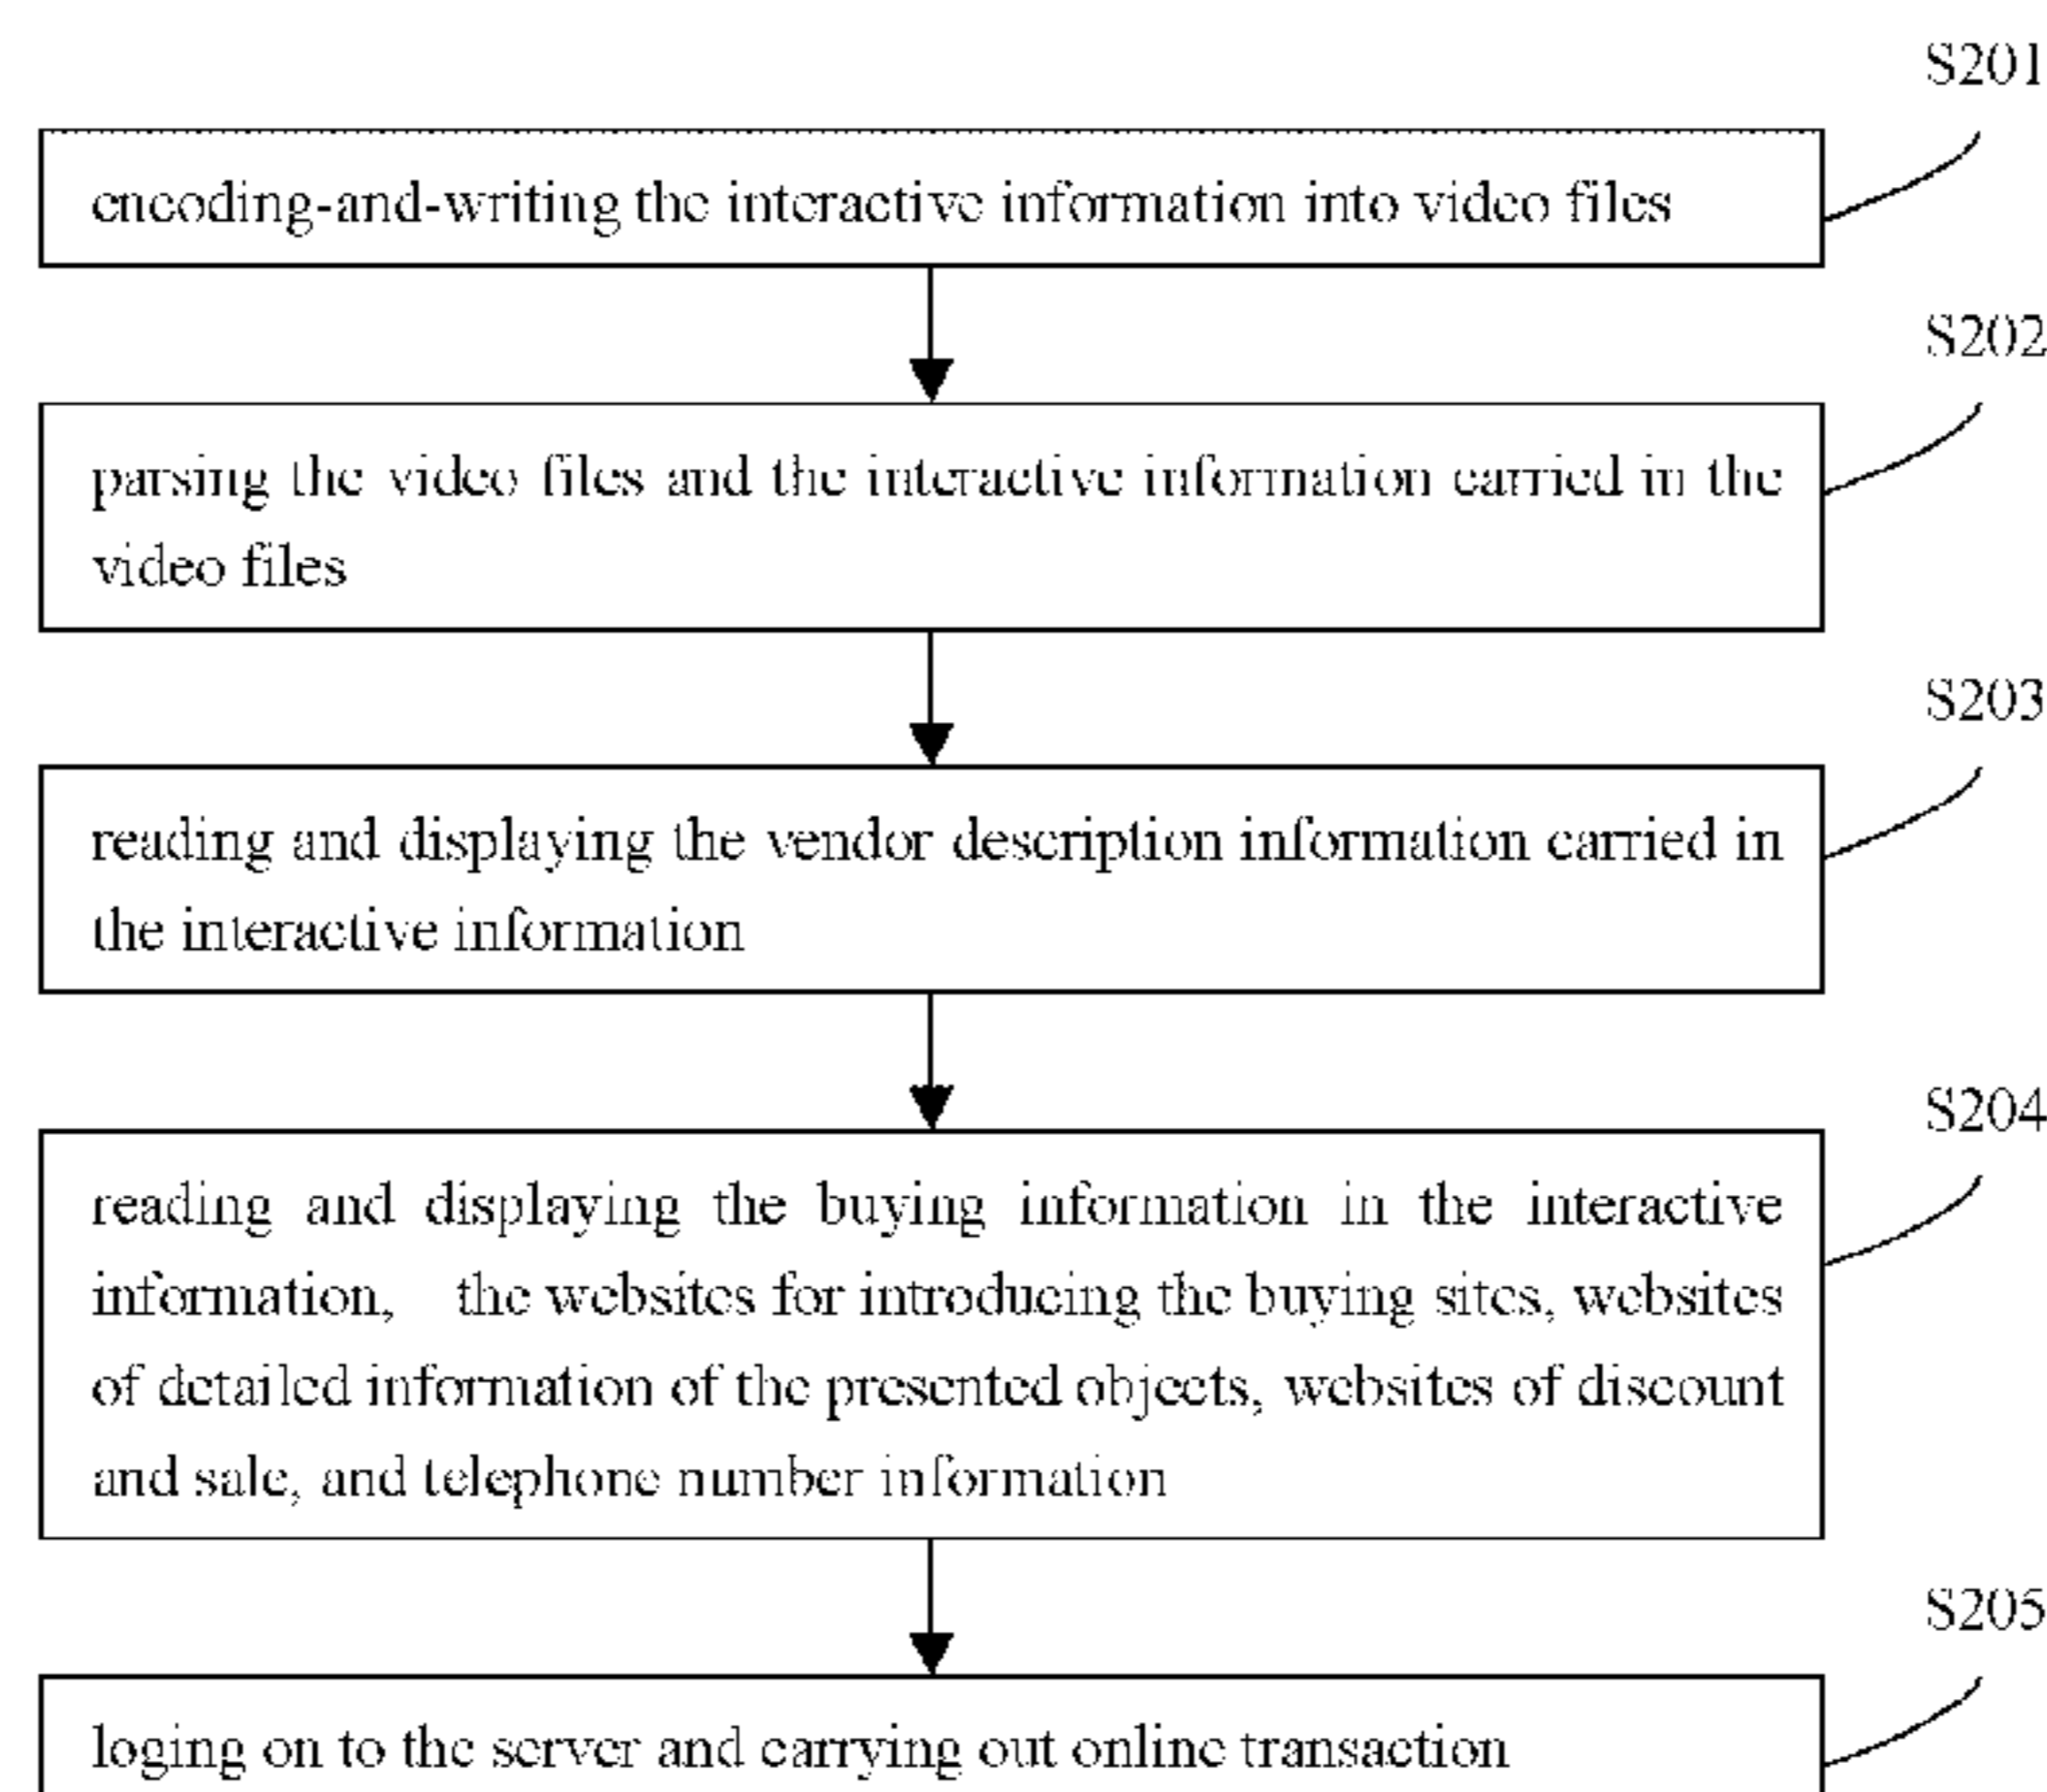 S201
encoding-and-writing the interactive information into video files
S202
parsing the video files and the interactive information carried in the
video files
S203
reading and displaying the vendor description information carried in
the interactive information
S204
reading and displaying the buying information in the interactive
information, the websites for introducing the buying sites, websites
of detailed information of the presented objects, websites of discount
and sale, and telephone number information
S205
loging on to the server and carrying out online transaction